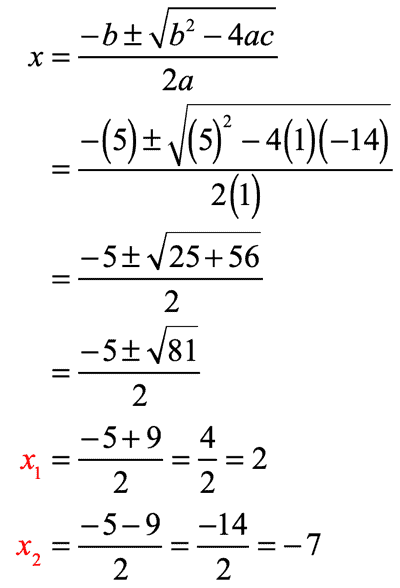 x = (-b ± √(b² − 4ac)) / (2a)
= (-(5) ± √((5)² − 4(1)(−14))) / (2(1))
= (-5 ± √(25 + 56)) / 2
= (-5 ± √81) / 2
x₁ = (-5 + 9) / 2 = 4/2 = 2
x₂ = (-5 − 9) / 2 = -14/2 = −7